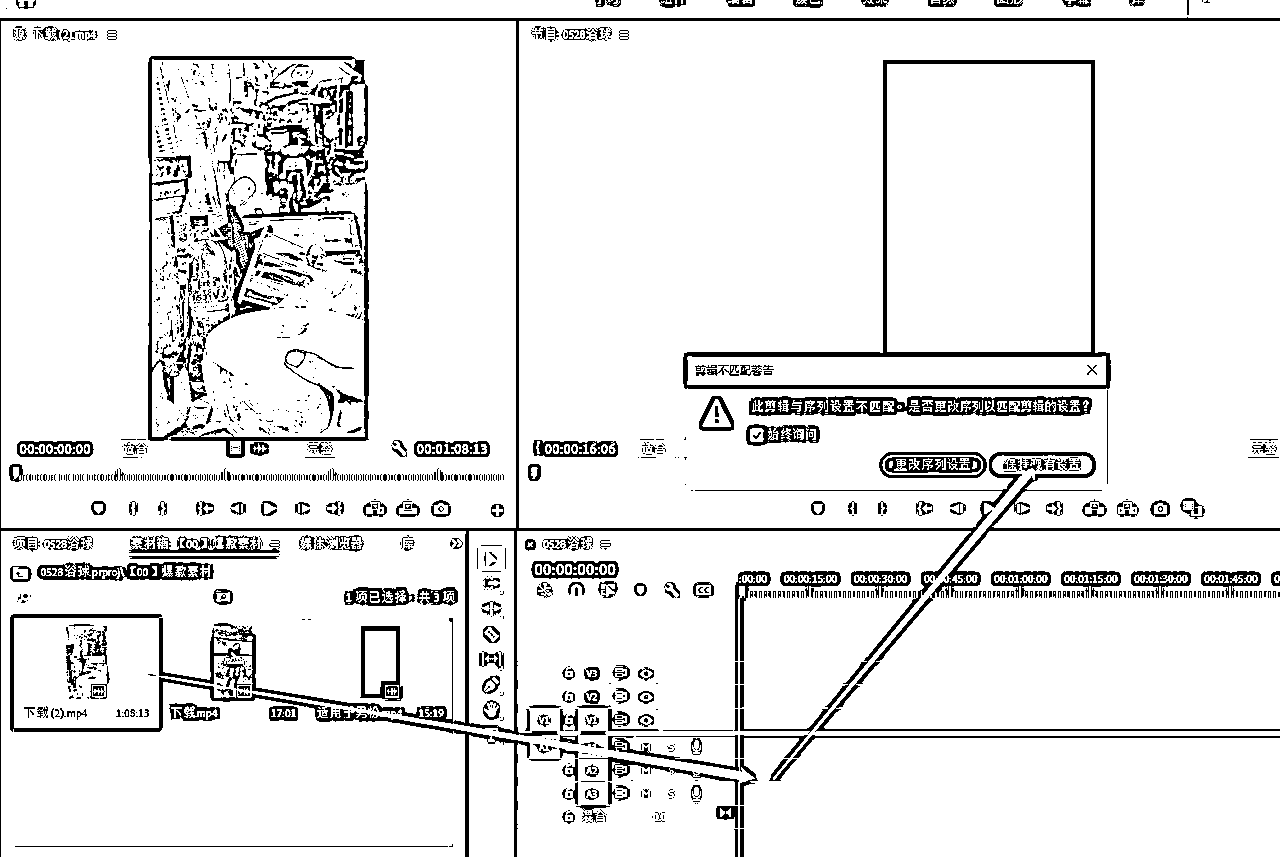 源: 下载 (2).mp4
节目: 0528浴球
剪辑不匹配警告
此剪辑与序列设置不匹配。是否更改序列以匹配剪辑的设置?
始终询问
更改序列设置
保持现有设置
00:00:00:00
适合
完整
00:01:08:13
00:00:16:06
适合
完整
项目: 0528浴球
素材箱: 【00】爆款素材
媒体浏览器
库
0528浴球.prproj\【00】爆款素材
1 项已选择, 共 3 项
下载 (2).mp4
1:08:13
下载.mp4
17:01
15:19
0528浴球
00:00:00:00
:00:00
00:00:15:00
00:00:30:00
00:00:45:00
00:01:00:00
00:01:15:00
00:01:30:00
00:01:45:00
V3
V2
V1
V1
M
S
A2
M
S
A3
M
S
混合
0.0